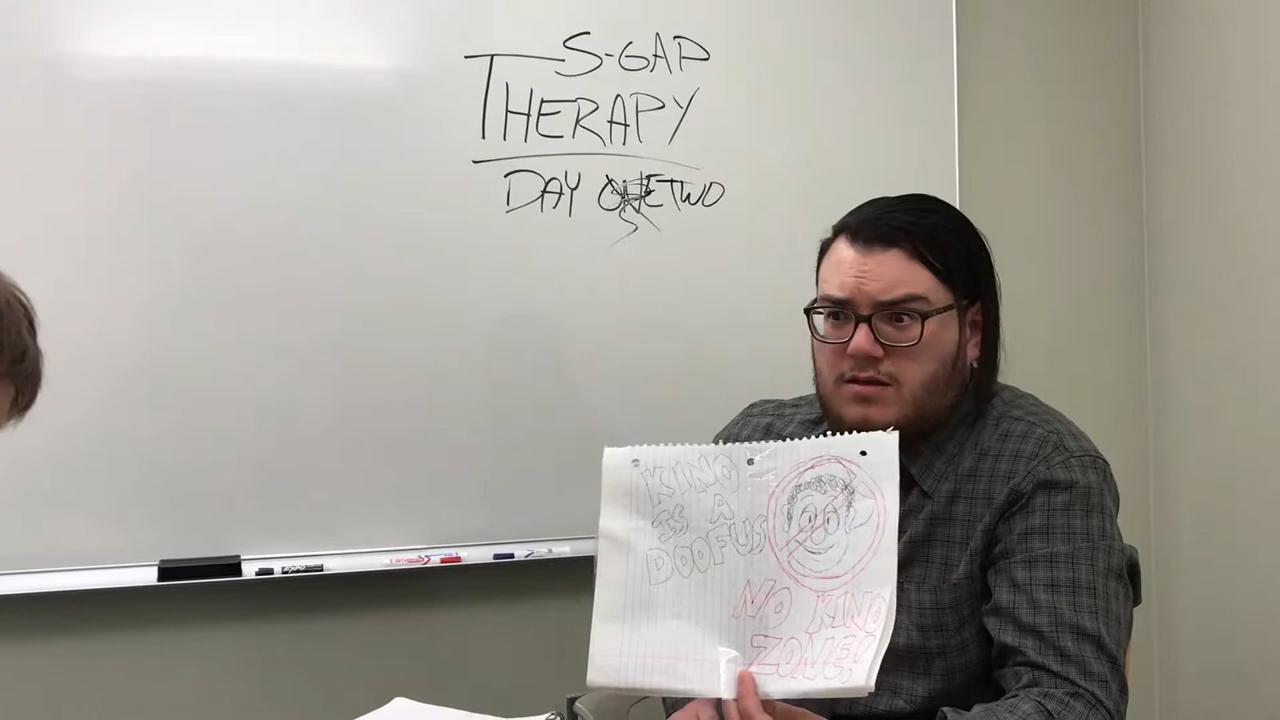 S-GAP
THERAPY
DAY ONE TWO
KINO
IS A
DOOFUS
NO KINO
ZONE!